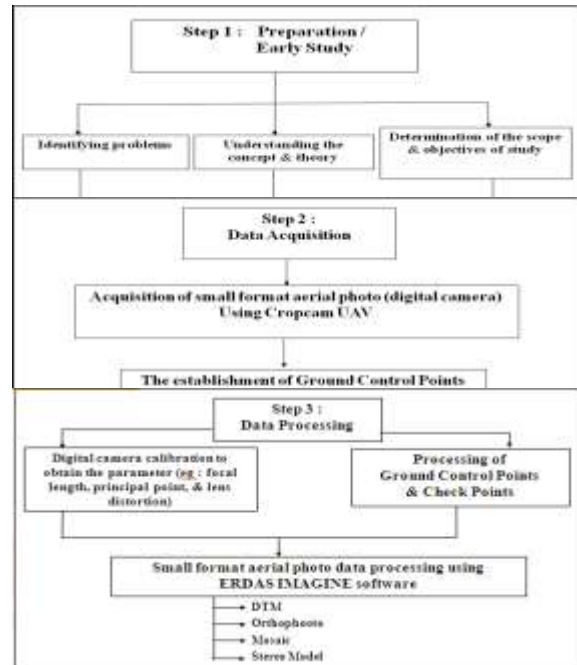 Step 1 : Preparation /
Early Study
Identifying problems
Understanding the
concept & theory
Determination of the scope
& objectives of study
Step 2 :
Data Acquisition
Acquisition of small format aerial photo (digital camera)
Using Cropcam UAV
The establishment of Ground Control Points
Step 3 :
Data Processing
Digital camera calibration to
obtain the parameter (eg : focal
length, principal point, & lens
distortion)
Processing of
Ground Control Points
& Check Points
Small format aerial photo data processing using
ERDAS IMAGINE software
DTM
Orthophoto
Mosaic
Stereo Model